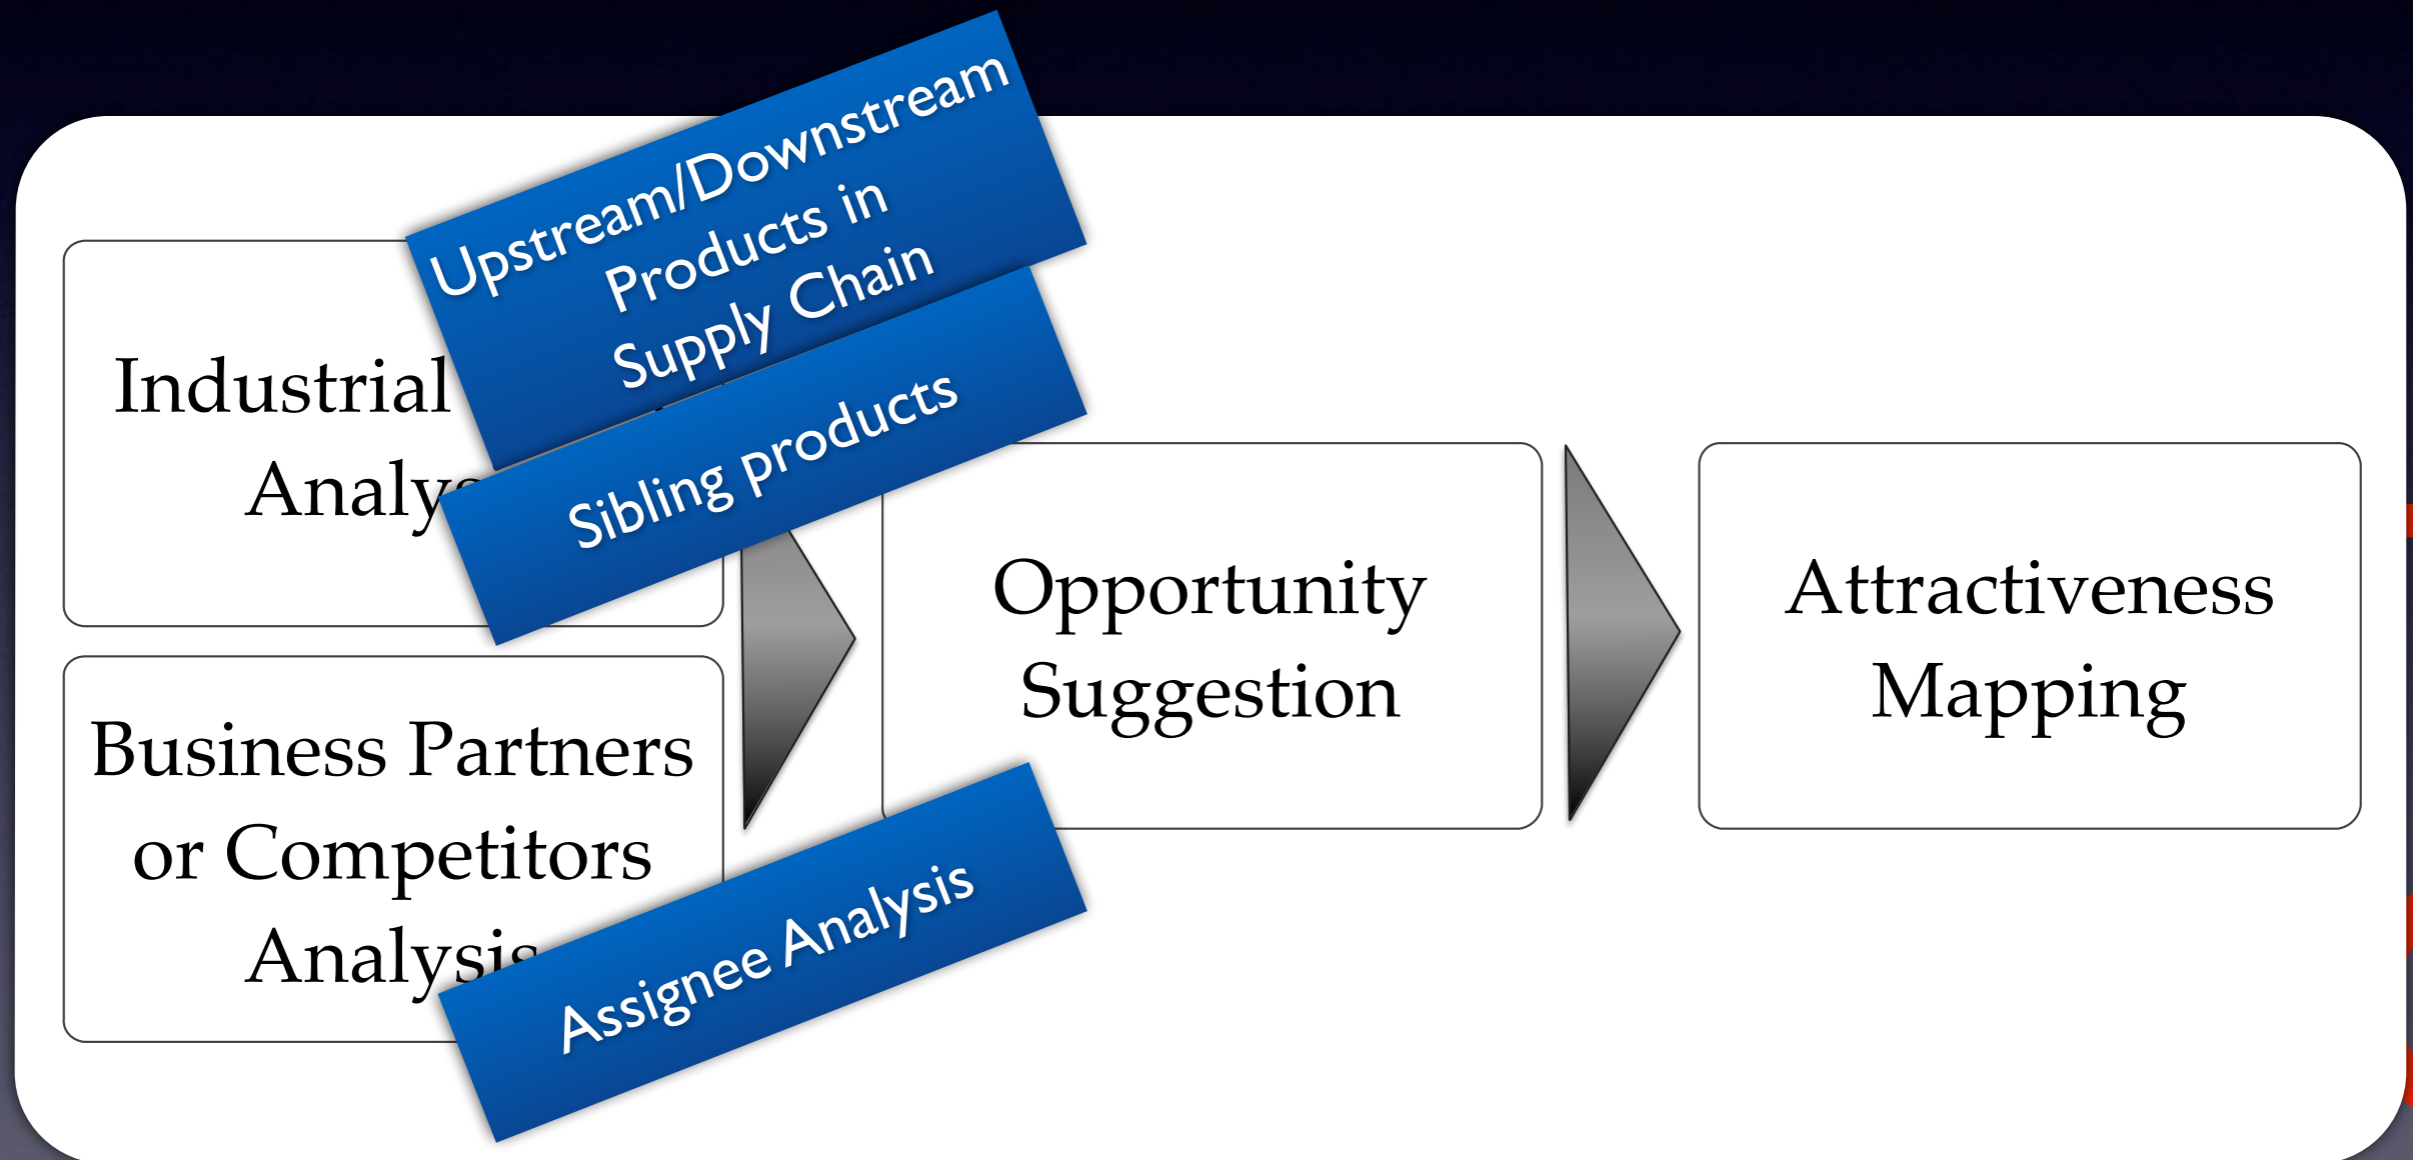 Upstream/Downstream
Products in
Supply Chain
Industrial
Sibling products
Business Partners
or Competitors
Analysis
Assignee Analysis
Opportunity
Suggestion
Attractiveness
Mapping